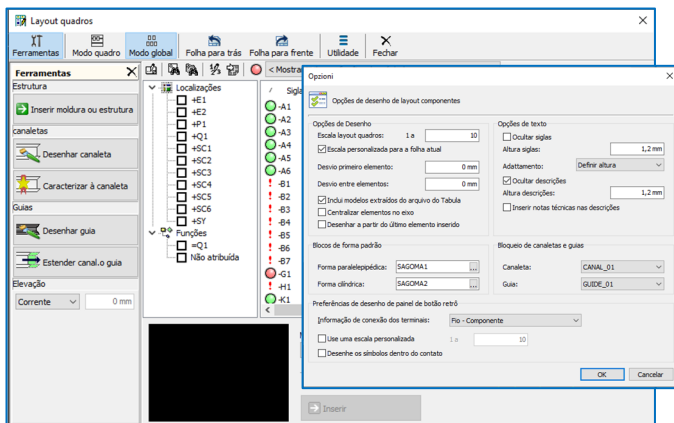 Layout quadros
Ferramentas Modo quadro Modo global Folha para trás Folha para frente Utilidade Fechar
Ferramentas
Estrutura
Inserir moldura ou estrutura
canaletas
Desenhar canaleta
Caracterizar à canaleta
Guias
Desenhar guia
Estender canal.o guia
Elevação
Corrente 0 mm
Localizações
+E1
+E2
+P1
+Q1
+SC1
+SC2
+SC3
+SC4
+SC5
+SC6
+SY
Funções
=Q1
Não atribuída
< Mostra
Sigla
-A1
-A2
-A3
-A4
-A5
-A6
-B1
-B2
-B3
-B4
-B5
-B6
-B7
-G1
-H1
-K1
Inserir
Opzioni
Opções de desenho de layout componentes
Opções de Desenho
Escala layout quadros: 1 a 10
Escala personalizada para a folha atual
Desvio primeiro elemento: 0 mm
Desvio entre elementos: 0 mm
Inclui modelos extraídos do arquivo do Tabula
Centralizar elementos no eixo
Desenhar a partir do último elemento inserido
Opções de texto
Ocultar siglas
Altura siglas: 1,2 mm
Adattamento: Definir altura
Ocultar descrições
Altura descrições: 1,2 mm
Inserir notas técnicas nas descrições
Blocos de forma padrão
Forma paralelepipédica: SAGOMA1 ...
Forma cilíndrica: SAGOMA2 ...
Bloqueio de canaletas e guias
Canaleta: CANAL_01
Guia: GUIDE_01
Preferências de desenho de painel de botão retrô
Informação de conexão dos terminais: Fio - Componente
Use uma escala personalizada 1 a 10
Desenhe os símbolos dentro do contato
OK Cancelar